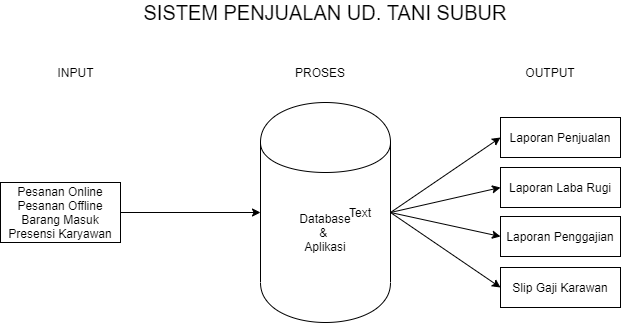 SISTEM PENJUALAN UD. TANI SUBUR
INPUT
PROSES
OUTPUT
Pesanan Online
Pesanan Offline
Barang Masuk
Presensi Karyawan
Database
&
Aplikasi
Text
Laporan Penjualan
Laporan Laba Rugi
Laporan Penggajian
Slip Gaji Karawan